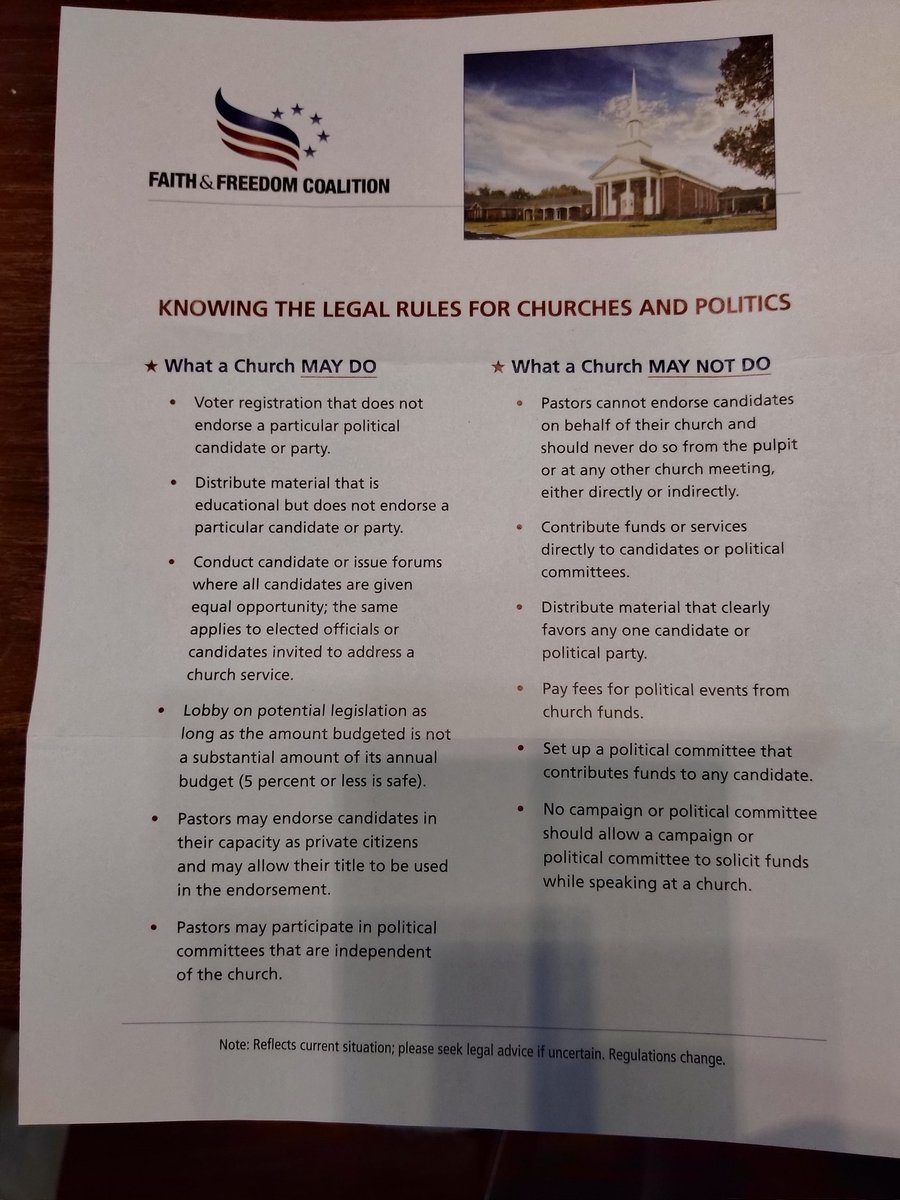 FAITH & FREEDOM COALITION
KNOWING THE LEGAL RULES FOR CHURCHES AND POLITICS
★ What a Church MAY DO
• Voter registration that does not
endorse a particular political
candidate or party.
• Distribute material that is
educational but does not endorse a
particular candidate or party.
• Conduct candidate or issue forums
where all candidates are given
equal opportunity; the same
applies to elected officials or
candidates invited to address a
church service.
• Lobby on potential legislation as
long as the amount budgeted is not
a substantial amount of its annual
budget (5 percent or less is safe).
• Pastors may endorse candidates in
their capacity as private citizens
and may allow their title to be used
in the endorsement.
• Pastors may participate in political
committees that are independent
of the church.
★ What a Church MAY NOT DO
• Pastors cannot endorse candidates
on behalf of their church and
should never do so from the pulpit
or at any other church meeting,
either directly or indirectly.
• Contribute funds or services
directly to candidates or political
committees.
• Distribute material that clearly
favors any one candidate or
political party.
• Pay fees for political events from
church funds.
• Set up a political committee that
contributes funds to any candidate.
• No campaign or political committee
should allow a campaign or
political committee to solicit funds
while speaking at a church.
Note: Reflects current situation; please seek legal advice if uncertain. Regulations change.